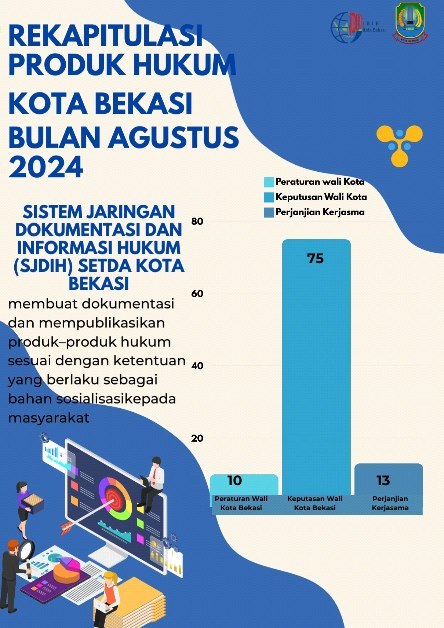 REKAPITULASI
PRODUK HUKUM
KOTA BEKASI
BULAN AGUSTUS
2024
SISTEM JARINGAN
DOKUMENTASI DAN
INFORMASI HUKUM
(SJDIH) SETDA KOTA
BEKASI
membuat dokumentasi
dan mempublikasikan
produk–produk hukum
sesuai dengan ketentuan
yang berlaku sebagai
bahan sosialisasikepada
masyarakat
Peraturan wali Kota
Keputusan Wali Kota
Perjanjian Kerjasma
80
60
40
20
10
75
13
Peraturan Wali
Kota Bekasi
Keputasan Wali
Kota Bekasi
Perjanjian
Kerjasama